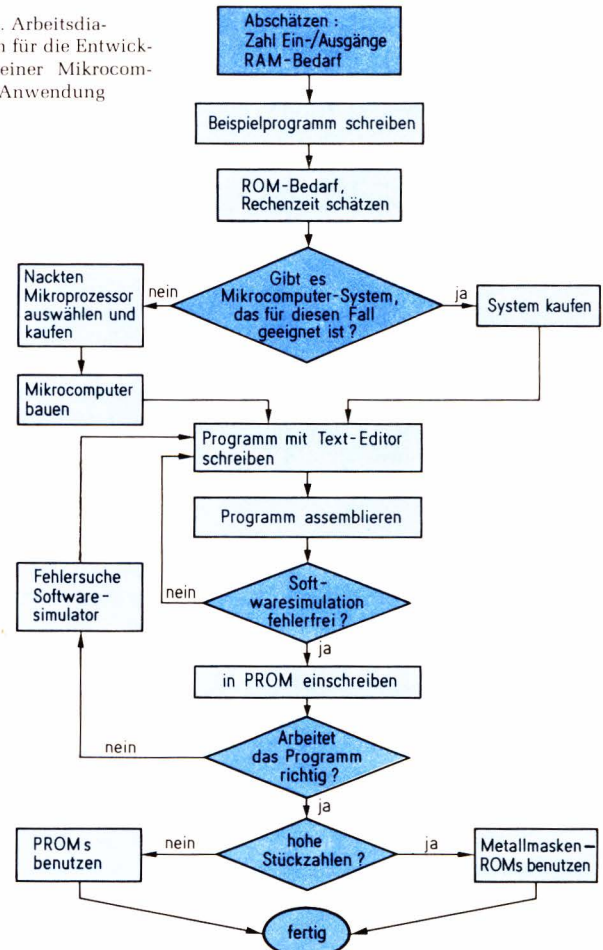 . Arbeitsdia-
für die Entwick-
einer Mikrocom-
Anwendung
Abschätzen :
Zahl Ein-/Ausgänge
RAM-Bedarf
Beispielprogramm schreiben
ROM-Bedarf,
Rechenzeit schätzen
Gibt es
Mikrocomputer-System,
das für diesen Fall
geeignet ist ?
nein
ja
Nackten
Mikroprozessor
auswählen und
kaufen
System kaufen
Mikrocomputer
bauen
Programm mit Text-Editor
schreiben
Programm assemblieren
Fehlersuche
Software-
simulator
nein
Soft-
waresimulation
fehlerfrei ?
ja
in PROM einschreiben
nein
Arbeitet
das Programm
richtig ?
ja
PROMs
benutzen
nein
hohe
Stückzahlen ?
ja
Metallmasken-
ROMs benutzen
fertig